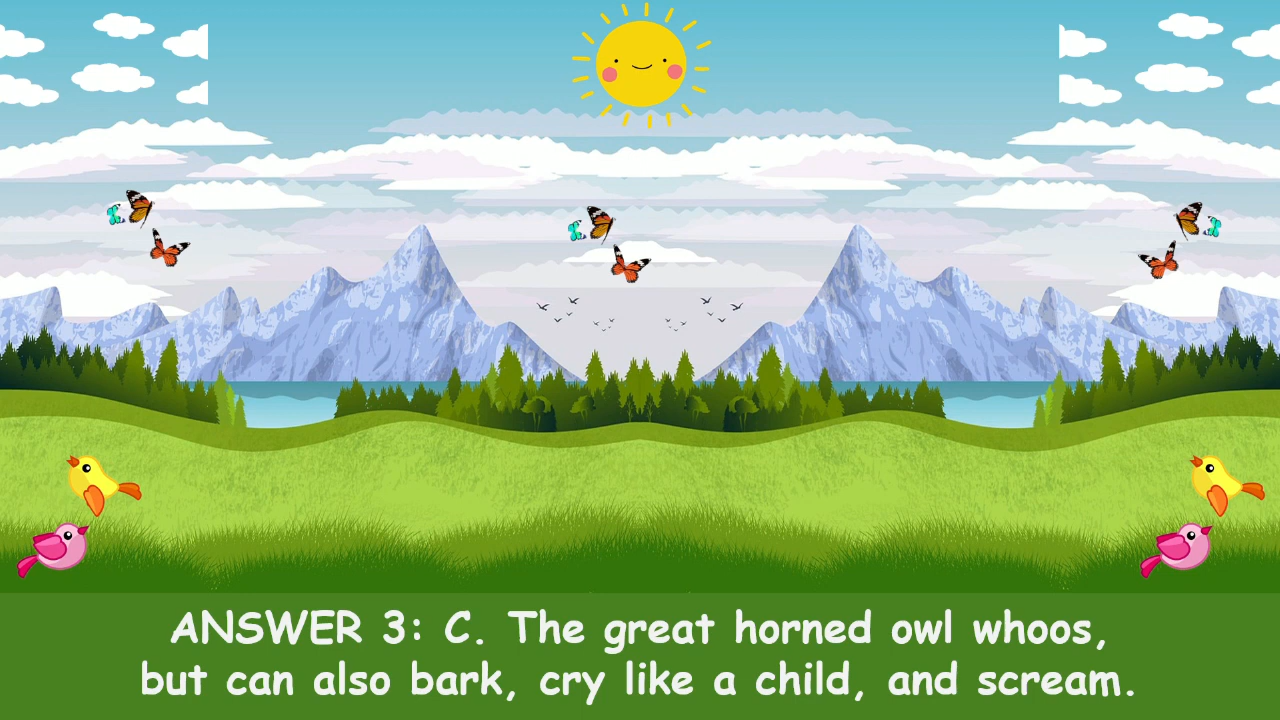 ANSWER 3: C. The great horned owl whoos,
but can also bark, cry like a child, and scream.